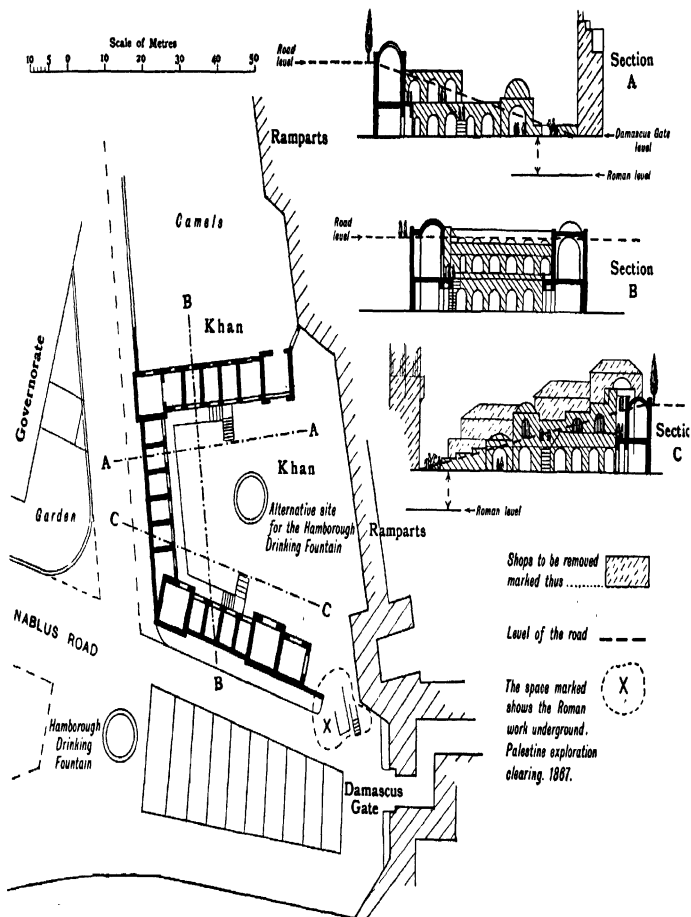 Scale of Metres
10 5 0 10 20 30 40 50
Road
level
Section
A
Damascus Gate
level
Roman level
Ramparts
Camels
Road
level
Section
B
B
Khan
Governorate
A
A
Khan
Section
C
Roman level
Alternative site
for the Hamborough
Drinking Fountain
Ramparts
Garden
C
C
Shops to be removed
marked thus
NABLUS ROAD
Level of the road
B
X
X
The space marked
shows the Roman
work underground.
Palestine exploration
clearing. 1867.
Hamborough
Drinking
Fountain
Damascus
Gate